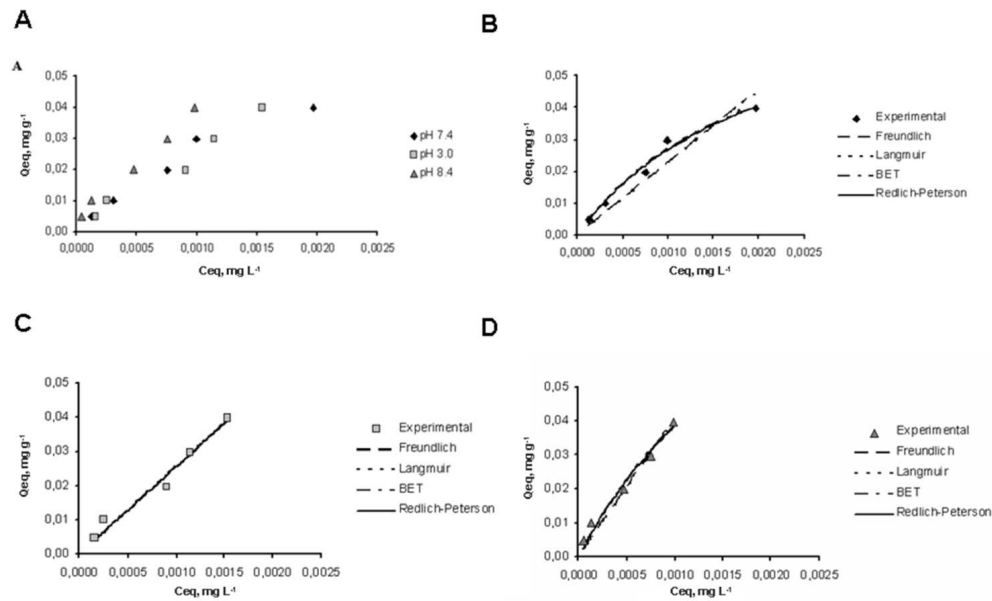 A
A
0,05
0,04
0,03
0,02
0,01
0,00
Qeq, mg g-1
0,0000 0,0005 0,0010 0,0015 0,0020 0,0025
Ceq, mg L-1
pH 7.4
pH 3.0
pH 8.4
B
0,05
0,04
0,03
0,02
0,01
0,00
Qeq, mg g-1
0,0000 0,0005 0,0010 0,0015 0,0020 0,0025
Ceq, mg L-1
Experimental
Freundlich
Langmuir
BET
Redlich-Peterson
C
0,05
0,04
0,03
0,02
0,01
0,00
Qeq, mg g-1
0,0000 0,0005 0,0010 0,0015 0,0020 0,0025
Ceq, mg L-1
Experimental
Freundlich
Langmuir
BET
Redlich-Peterson
D
0,05
0,04
0,03
0,02
0,01
0,00
Qeq, mg g-1
0,0000 0,0005 0,0010 0,0015 0,0020 0,0025
Ceq, mg L-1
Experimental
Freundlich
Langmuir
BET
Redlich-Peterson